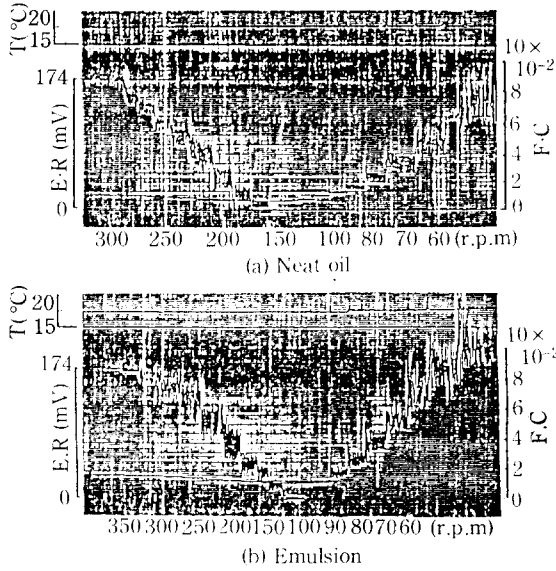 T(°C)
20
15
174
E·R (mV)
0
10×
10⁻²
8
6
4
2
0
F·C
300 250 200 150 100 80 70 60 (r.p.m)
(a) Neat oil
T(°C)
20
15
174
E.R (mV)
0
10×
10⁻²
8
6
4
2
0
F.C
350 300 250 200 150 100 90 80 70 60 (r.p.m)
(b) Emulsion